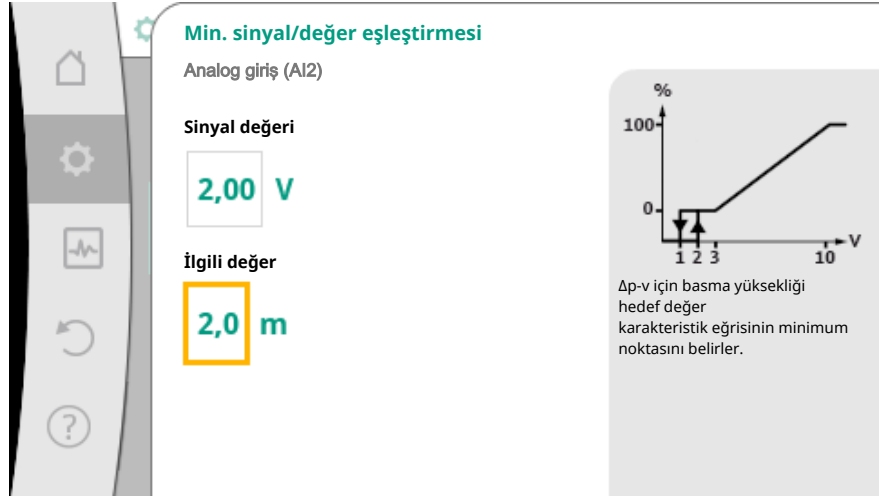 Min. sinyal/değer eşleştirmesi
Analog giriş (AI2)
Sinyal değeri
2,00 V
İlgili değer
2,0 m
%
100
0
1 2 3 10 V
Δp-v için basma yüksekliği
hedef değer
karakteristik eğrisinin minimum
noktasını belirler.
?